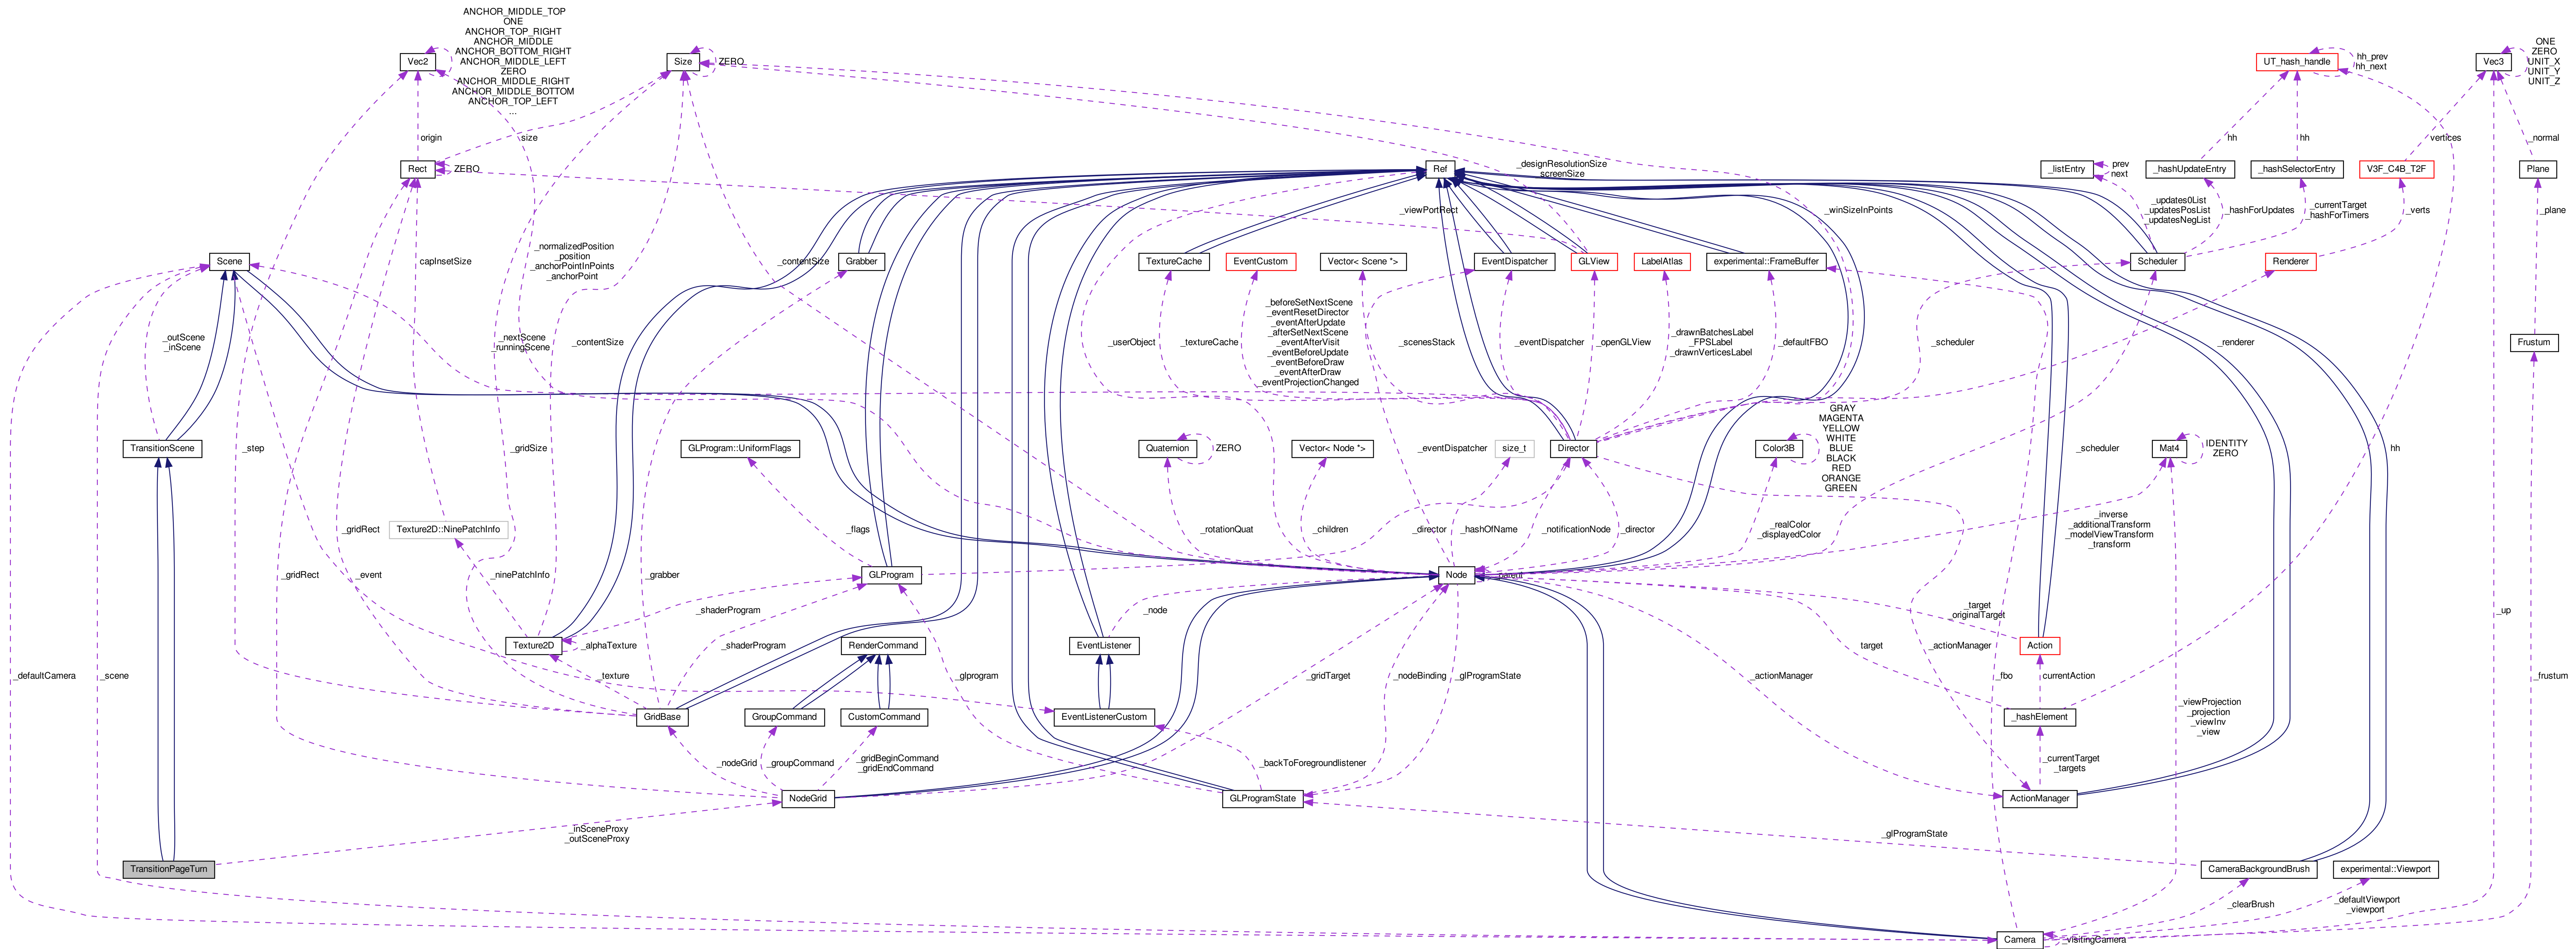 ANCHOR_MIDDLE_TOP
ONE
ANCHOR_TOP_RIGHT
ANCHOR_MIDDLE
ANCHOR_BOTTOM_RIGHT
ANCHOR_MIDDLE_LEFT
ZERO
ANCHOR_MIDDLE_RIGHT
ANCHOR_MIDDLE_BOTTOM
ANCHOR_TOP_LEFT
...
Vec2
Size
ZERO
UT_hash_handle
hh_prev
hh_next
Vec3
ONE
ZERO
UNIT_X
UNIT_Y
UNIT_Z
origin
size
hh
hh
vertices
_normal
Rect
ZERO
Ref
_designResolutionSize
_screenSize
_listEntry
prev
next
_hashUpdateEntry
_hashSelectorEntry
V3F_C4B_T2F
Plane
_viewPortRect
_winSizeInPoints
_updates0List
_updatesPosList
_updatesNegList
_hashForUpdates
_currentTarget
_hashForTimers
_verts
_plane
Scene
capInsetSize
_normalizedPosition
_position
_anchorPointInPoints
_anchorPoint
_contentSize
Grabber
TextureCache
EventCustom
Vector< Scene *>
EventDispatcher
GLView
LabelAtlas
experimental::FrameBuffer
Scheduler
Renderer
_outScene
_inScene
_nextScene
_runningScene
_contentSize
_userObject
_textureCache
_beforeSetNextScene
_eventResetDirector
_eventAfterUpdate
_afterSetNextScene
_eventAfterVisit
_eventBeforeUpdate
_eventBeforeDraw
_eventAfterDraw
_eventProjectionChanged
_scenesStack
_eventDispatcher
_openGLView
_drawnBatchesLabel
_FPSLabel
_drawnVerticesLabel
_defaultFBO
_scheduler
_renderer
Frustum
TransitionScene
_step
_gridSize
GLProgram::UniformFlags
Quaternion
ZERO
Vector< Node *>
_eventDispatcher
size_t
Director
Color3B
GRAY
MAGENTA
YELLOW
WHITE
BLUE
BLACK
RED
ORANGE
GREEN
_scheduler
Mat4
IDENTITY
ZERO
hh
_gridRect
Texture2D::NinePatchInfo
_flags
_director
_rotationQuat
_children
_hashOfName
_notificationNode
_director
_realColor
_displayedColor
_inverse
_additionalTransform
_modelViewTransform
_transform
_gridRect
_event
_ninePatchInfo
_grabber
GLProgram
Node
_parent
_shaderProgram
_node
_target
_originalTarget
_up
Texture2D
_alphaTexture
_shaderProgram
RenderCommand
EventListener
target
_actionManager
Action
_defaultCamera
_scene
_texture
_glprogram
_gridTarget
_nodeBinding
_glProgramState
_actionManager
_fbo
currentAction
_frustum
GridBase
GroupCommand
CustomCommand
EventListenerCustom
_hashElement
_viewProjection
_projection
_viewInv
_view
_nodeGrid
_groupCommand
_gridBeginCommand
_gridEndCommand
_backToForegroundlistener
_currentTarget
_targets
NodeGrid
GLProgramState
ActionManager
_inSceneProxy
_outSceneProxy
_glProgramState
TransitionPageTurn
CameraBackgroundBrush
experimental::Viewport
_clearBrush
_defaultViewport
_viewport
Camera
_visitingCamera